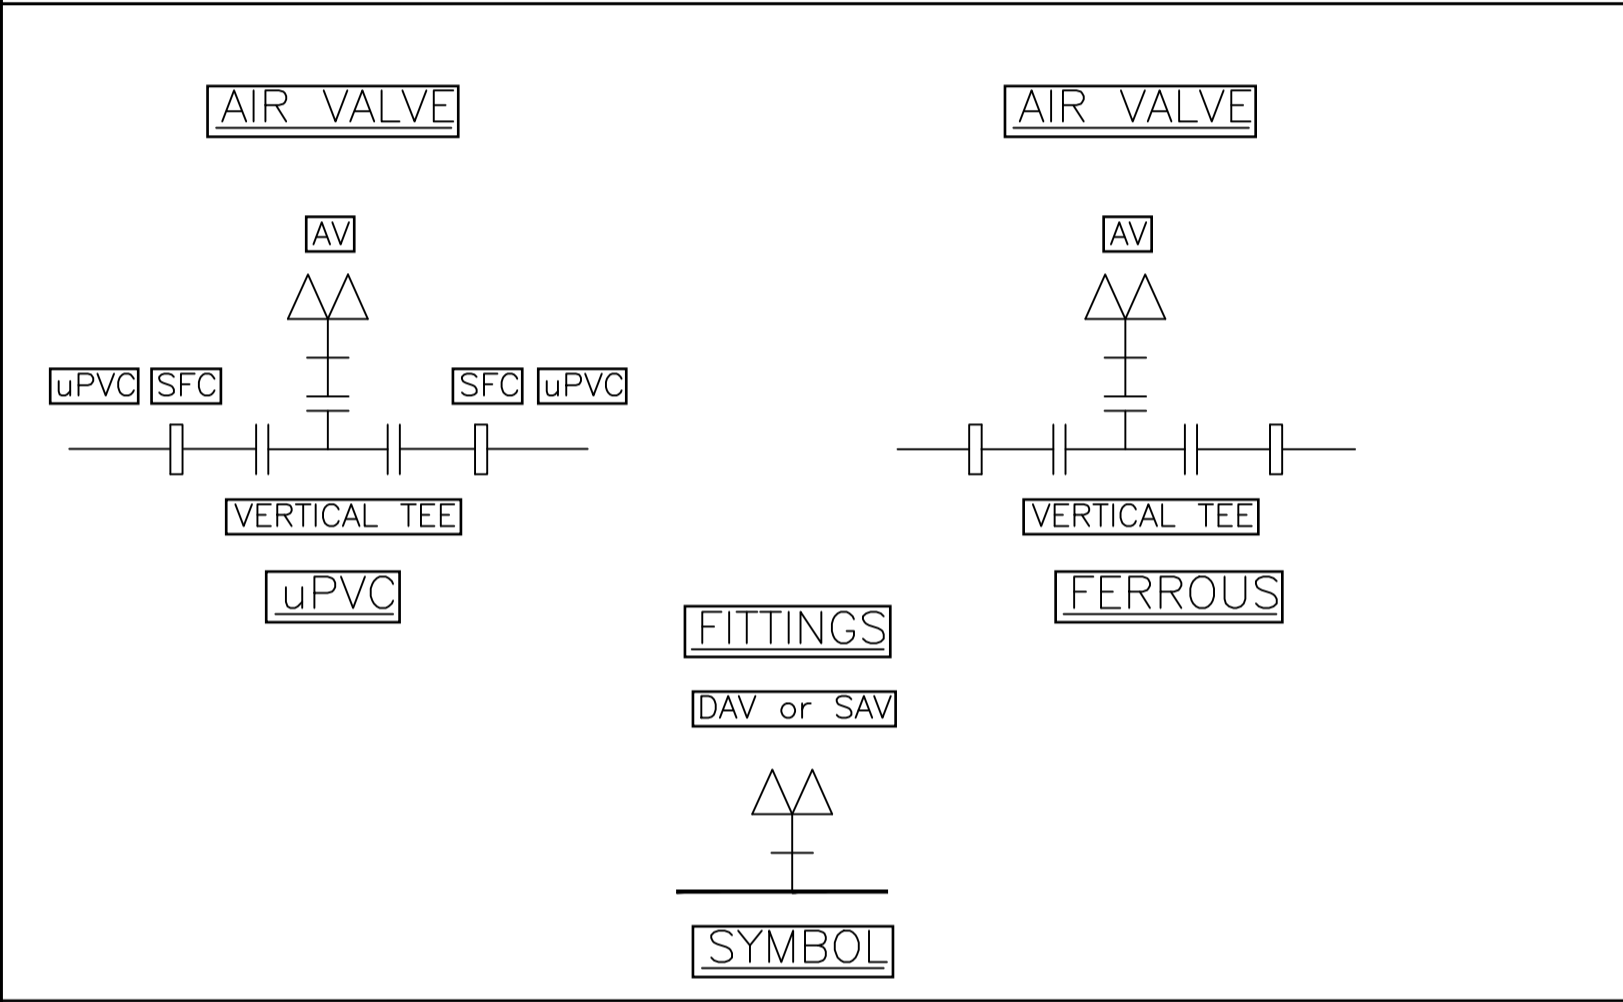 AIR VALVE
AIR VALVE
AV
AV
uPVC SFC
SFC uPVC
VERTICAL TEE
VERTICAL TEE
uPVC
FERROUS
FITTINGS
DAV or SAV
SYMBOL